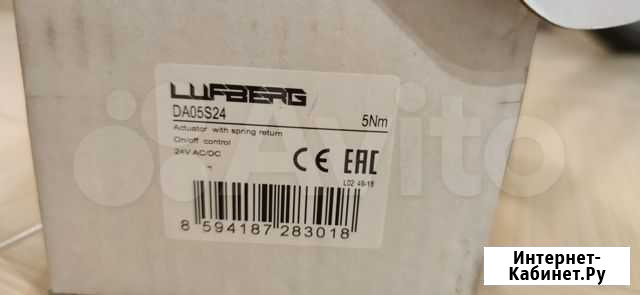 LUFBERG
DA05S24 5Nm
Actuator with spring return
On/off control
24V AC/DC
CE EAC
L02 48-18
8 594187 283018
Avito
Интернет-
Кабинет.Ру